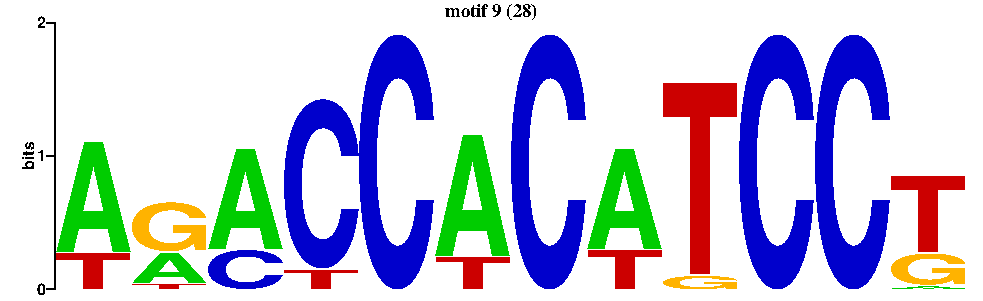 motif 9 (28)
2
bits
1
0
A G A C C A C A T C C T
T A C T T T G G
T A